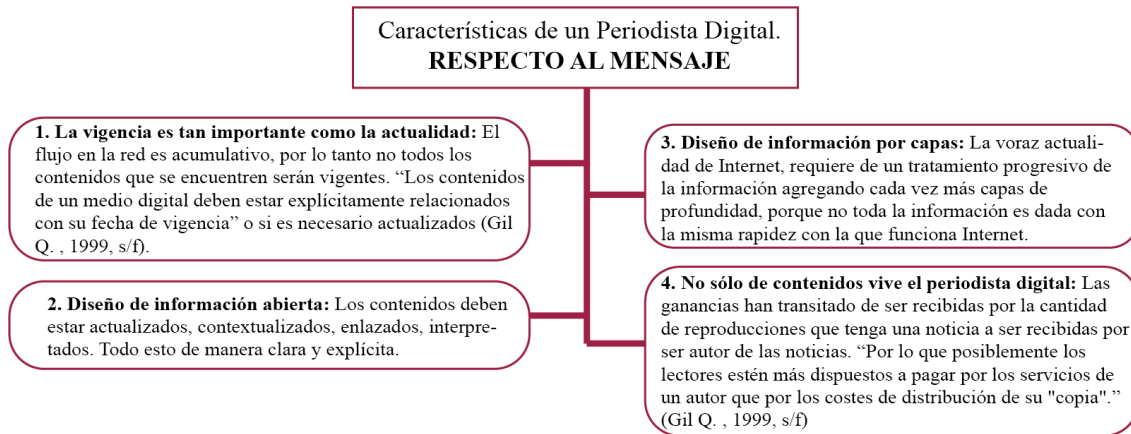 Características de un Periodista Digital.
RESPECTO AL MENSAJE
1. La vigencia es tan importante como la actualidad: El
flujo en la red es acumulativo, por lo tanto no todos los
contenidos que se encuentren serán vigentes. “Los contenidos
de un medio digital deben estar explícitamente relacionados
con su fecha de vigencia” o si es necesario actualizados (Gil
Q. , 1999, s/f).
2. Diseño de información abierta: Los contenidos deben
estar actualizados, contextualizados, enlazados, interpre-
tados. Todo esto de manera clara y explícita.
3. Diseño de información por capas: La voraz actuali-
dad de Internet, requiere de un tratamiento progresivo de
la información agregando cada vez más capas de
profundidad, porque no toda la información es dada con
la misma rapidez con la que funciona Internet.
4. No sólo de contenidos vive el periodista digital: Las
ganancias han transitado de ser recibidas por la cantidad
de reproducciones que tenga una noticia a ser recibidas por
ser autor de las noticias. “Por lo que posiblemente los
lectores estén más dispuestos a pagar por los servicios de
un autor que por los costes de distribución de su "copia".”
(Gil Q. , 1999, s/f)